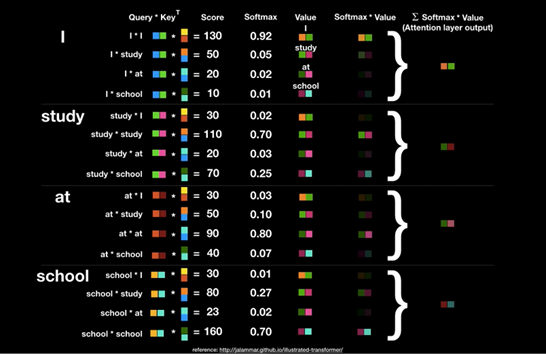 Query * Key^T Score Softmax Value Softmax * Value Σ Softmax * Value
(Attention layer output)
I
I * I * = 130 0.92 I
I * study * = 50 0.05 study
I * at * = 20 0.02 at
I * school * = 10 0.01 school
study
study * I * = 30 0.02
study * study * = 110 0.70
study * at * = 20 0.03
study * school * = 70 0.25
at
at * I * = 30 0.03
at * study * = 50 0.10
at * at * = 90 0.80
at * school * = 40 0.07
school
school * I * = 30 0.01
school * study * = 80 0.27
school * at * = 23 0.02
school * school * = 160 0.70
reference: http://jalammar.github.io/illustrated-transformer/